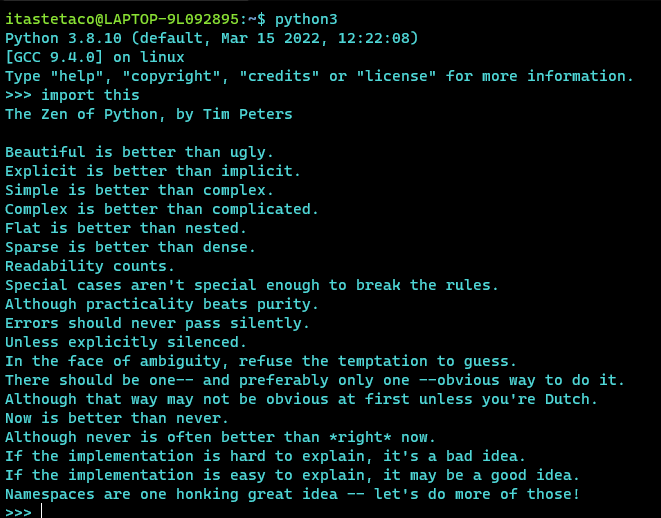 itastetaco@LAPTOP-9L092895:~$ python3
Python 3.8.10 (default, Mar 15 2022, 12:22:08)
[GCC 9.4.0] on linux
Type "help", "copyright", "credits" or "license" for more information.
>>> import this
The Zen of Python, by Tim Peters

Beautiful is better than ugly.
Explicit is better than implicit.
Simple is better than complex.
Complex is better than complicated.
Flat is better than nested.
Sparse is better than dense.
Readability counts.
Special cases aren't special enough to break the rules.
Although practicality beats purity.
Errors should never pass silently.
Unless explicitly silenced.
In the face of ambiguity, refuse the temptation to guess.
There should be one-- and preferably only one --obvious way to do it.
Although that way may not be obvious at first unless you're Dutch.
Now is better than never.
Although never is often better than *right* now.
If the implementation is hard to explain, it's a bad idea.
If the implementation is easy to explain, it may be a good idea.
Namespaces are one honking great idea -- let's do more of those!
>>>